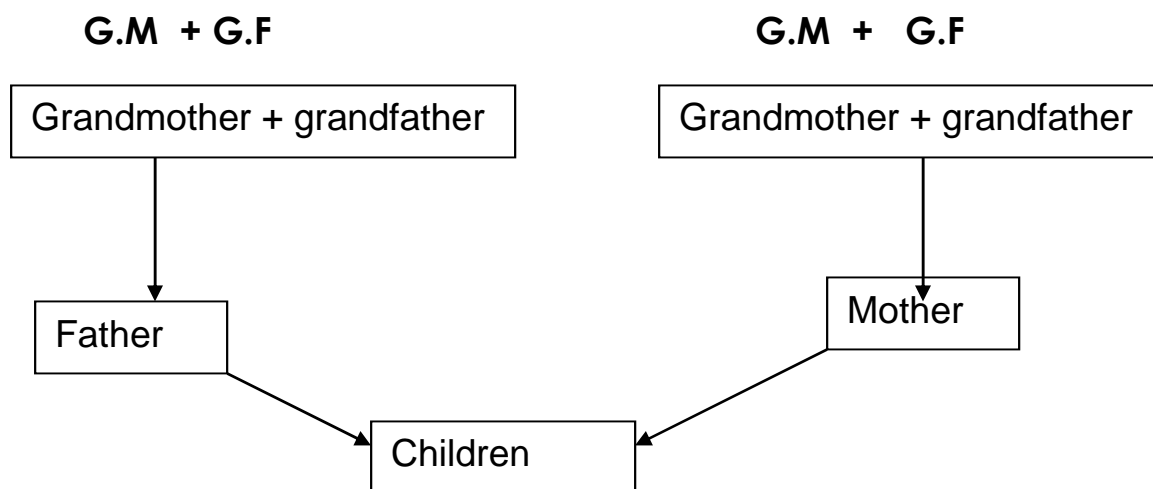 G.M + G.F
G.M + G.F
Grandmother + grandfather
Grandmother + grandfather
Father
Mother
Children